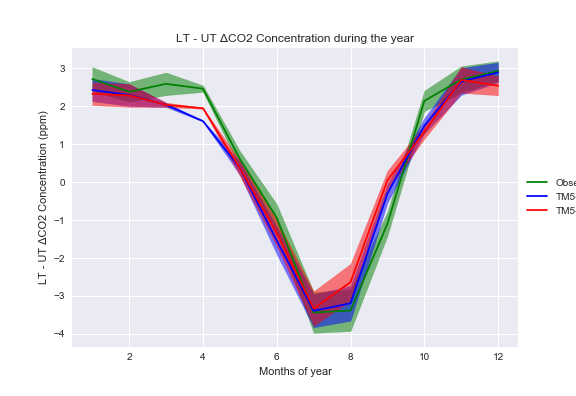 LT - UT ΔCO2 Concentration during the year
LT - UT ΔCO2 Concentration (ppm)
3
2
1
0
−1
−2
−3
−4
2
4
6
8
10
12
Months of year
TM5-
TM5-